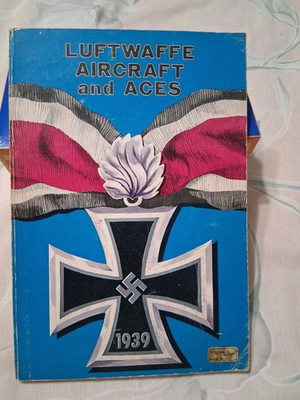 LUFTWAFFE
AIRCRAFT
and ACES
1939